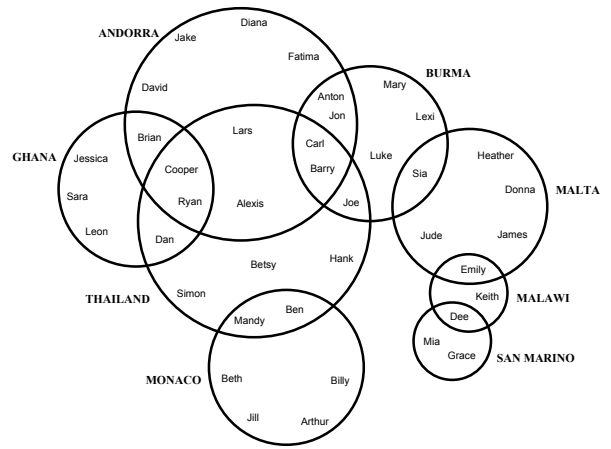 Diana
ANDORRA
Jake
Fatima
BURMA
David
Anton
Mary
Jon
Lexi
Brian
Lars
Carl
GHANA
Jessica
Cooper
Barry
Luke
Sia
Heather
Donna
MALTA
Sara
Ryan
Alexis
Joe
Leon
Dan
Jude
James
Betsy
Hank
Emily
THAILAND
Simon
Keith
MALAWI
Mandy
Ben
Dee
Mia
Grace
SAN MARINO
MONACO
Beth
Billy
Jill
Arthur